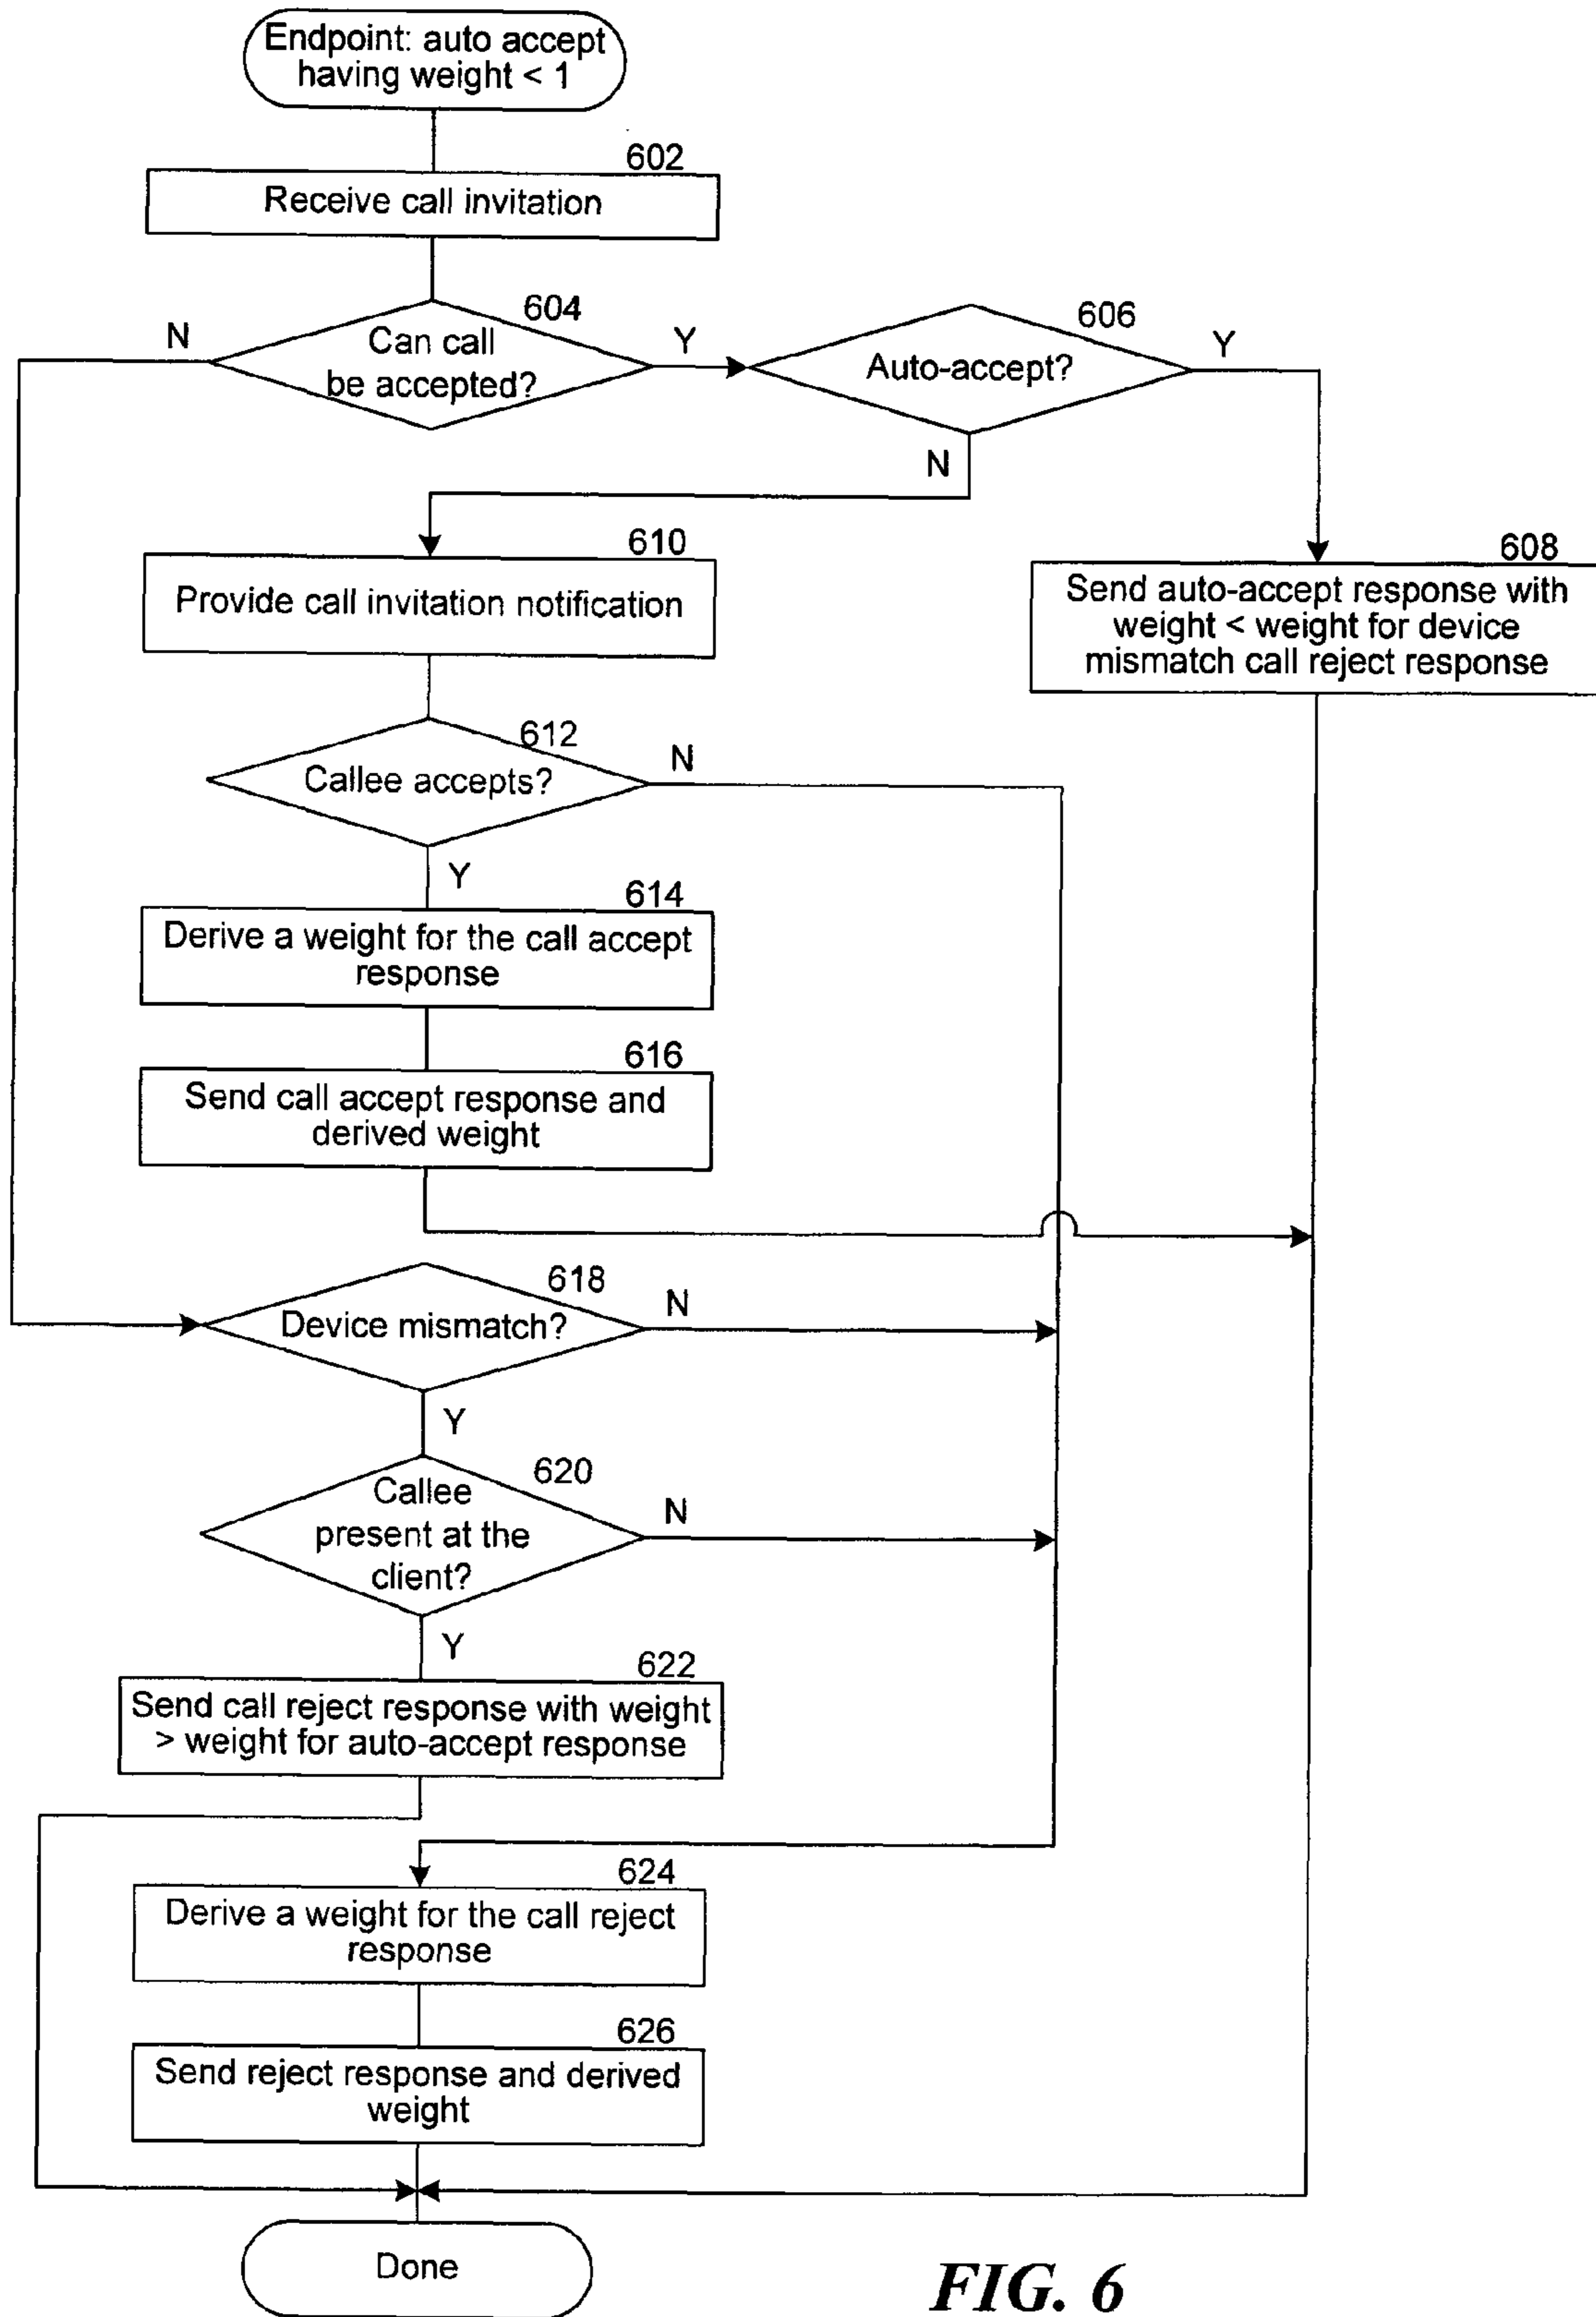 Endpoint: auto accept
having weight < 1
602
Receive call invitation
604
Can call
be accepted?
N
Y
606
Auto-accept?
Y
N
610
Provide call invitation notification
608
Send auto-accept response with
weight < weight for device
mismatch call reject response
612
Callee accepts?
N
Y
614
Derive a weight for the call accept
response
616
Send call accept response and
derived weight
618
Device mismatch?
N
Y
620
Callee
present at the
client?
N
Y
622
Send call reject response with weight
> weight for auto-accept response
624
Derive a weight for the call reject
response
626
Send reject response and derived
weight
Done
FIG. 6